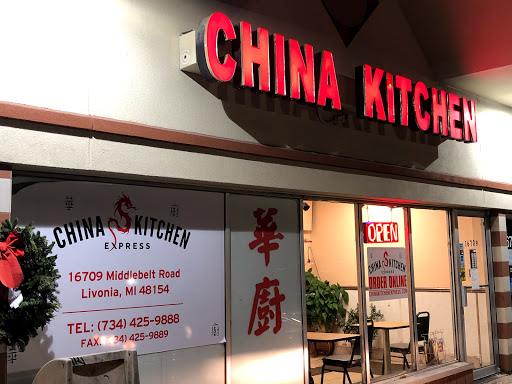 CHINA KITCHEN
CHINA KITCHEN
EXPRESS
16709 Middlebelt Road
Livonia, MI 48154
TEL: (734) 425-9888
FAX: (734) 425-9889
華
廚
OPEN
CHINA KITCHEN
EXPRESS
ORDER ONLINE
16709